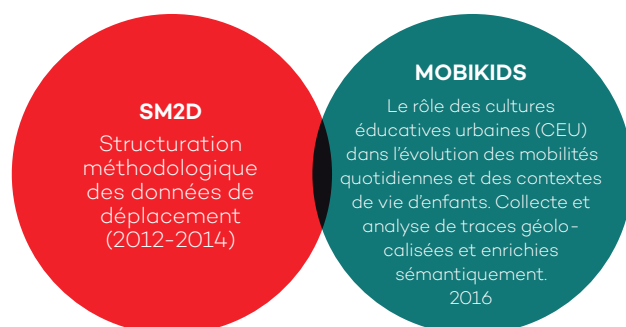 SM2D
Structuration
méthodologique
des données de
déplacement
(2012-2014)
MOBIKIDS
Le rôle des cultures
éducatives urbaines (CEU)
dans l'évolution des mobilités
quotidiennes et des contextes
de vie d'enfants. Collecte et
analyse de traces géolo-
calisées et enrichies
sémantiquement.
2016